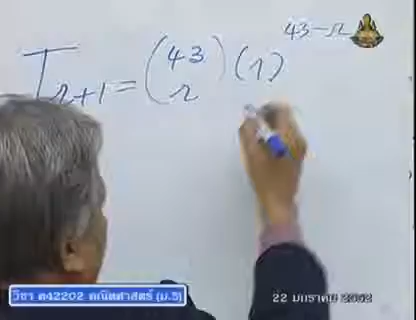 T_{r+1} = \binom{43}{r} (1)^{43-r}
วิชา ค42202 คณิตศาสตร์ (ม.5)
22 มกราคม 2552